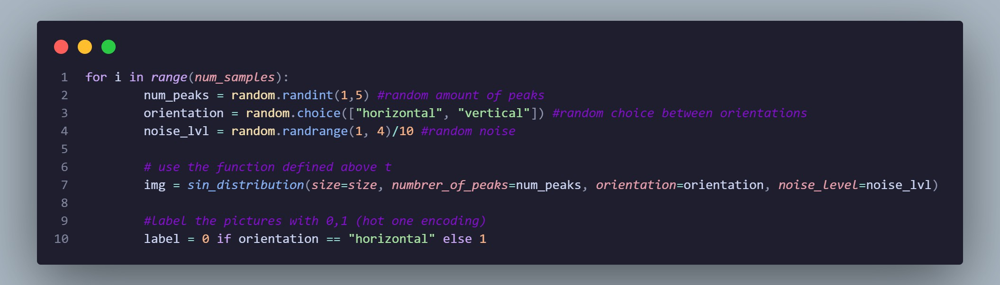 1 for i in range(num_samples):
2 num_peaks = random.randint(1,5) #random amount of peaks
3 orientation = random.choice(["horizontal", "vertical"]) #random choice between orientations
4 noise_lvl = random.randrange(1, 4)/10 #random noise
5
6 # use the function defined above t
7 img = sin_distribution(size=size, numbrer_of_peaks=num_peaks, orientation=orientation, noise_level=noise_lvl)
8
9 #label the pictures with 0,1 (hot one encoding)
10 label = 0 if orientation == "horizontal" else 1